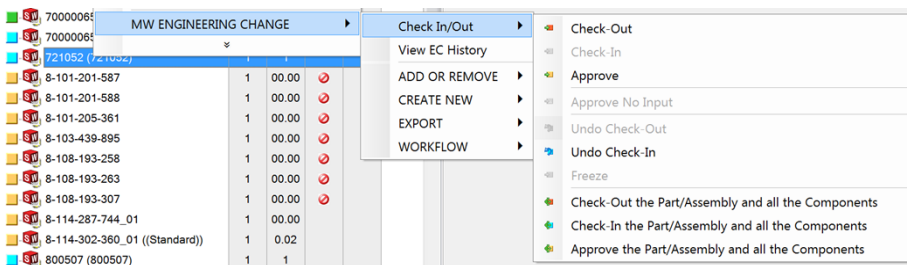 70000065
MW ENGINEERING CHANGE
Check In/Out
Check-Out
70000065
View EC History
Check-In
721052 (721052) 1 1
Approve
8-101-201-587 1 00.00
ADD OR REMOVE
8-101-201-588 1 00.00
CREATE NEW
Approve No Input
8-101-205-361 1 00.00
EXPORT
Undo Check-Out
8-103-439-895 1 00.00
WORKFLOW
Undo Check-In
8-108-193-258 1 00.00
Freeze
8-108-193-263 1 00.00
8-108-193-307 1 00.00
Check-Out the Part/Assembly and all the Components
8-114-287-744_01 1 00.00
Check-In the Part/Assembly and all the Components
8-114-302-360_01 ((Standard)) 1 0.02
Approve the Part/Assembly and all the Components
800507 (800507) 1 1